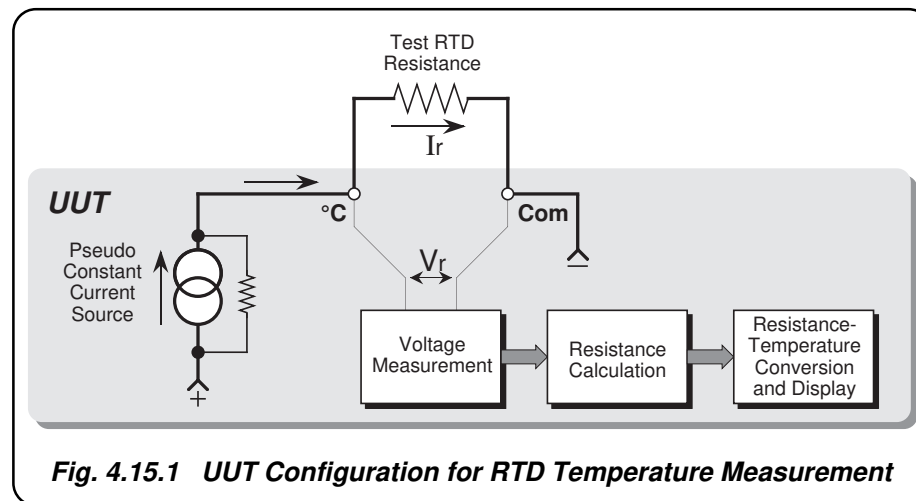 Test RTD
Resistance
Ir
UUT
°C
Com
Pseudo
Constant
Current
Source
Vr
+
Voltage
Measurement
Resistance
Calculation
Resistance-
Temperature
Conversion
and Display
Fig. 4.15.1 UUT Configuration for RTD Temperature Measurement